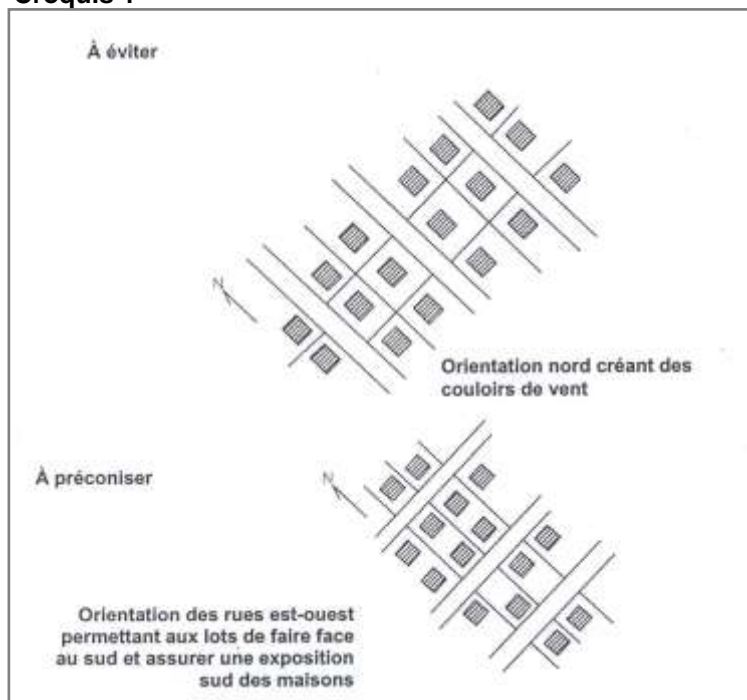 À éviter
N
Orientation nord créant des
couloirs de vent
À préconiser
N
Orientation des rues est-ouest
permettant aux lots de faire face
au sud et assurer une exposition
sud des maisons